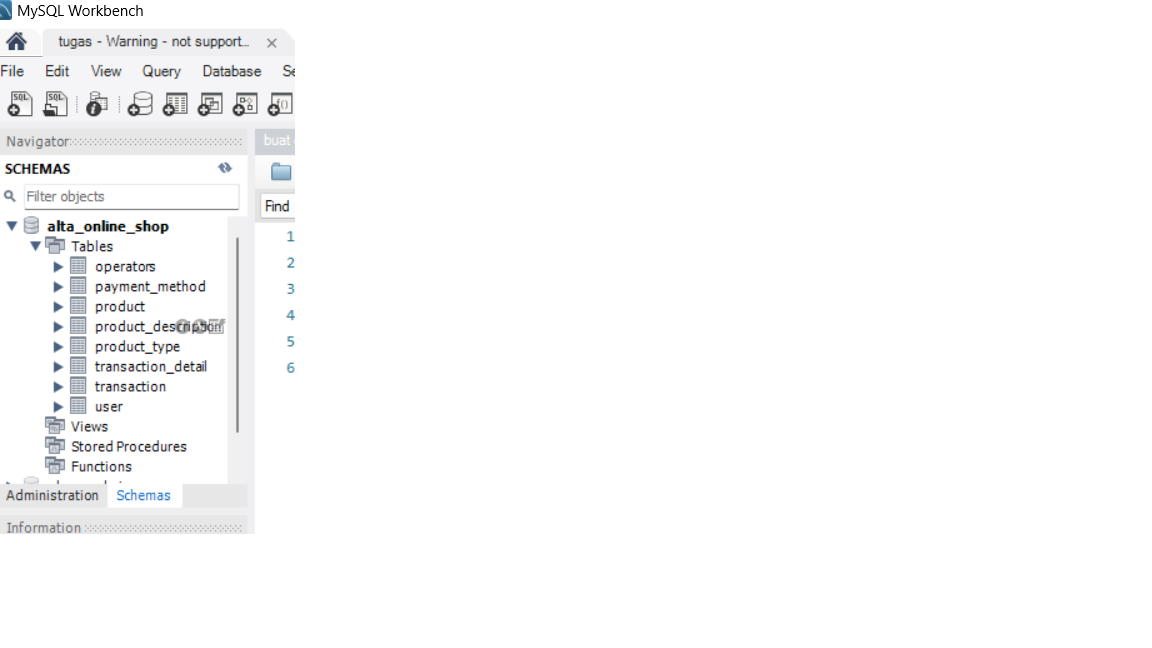 MySQL Workbench
tugas - Warning - not support...
File Edit View Query Database Se
SQL SQL
Navigator
buat
SCHEMAS
Filter objects
Find
alta_online_shop
1
Tables
2
operators
payment_method
3
product
4
product_description
product_type
5
transaction_detail
6
transaction
user
Views
Stored Procedures
Functions
Administration Schemas
Information